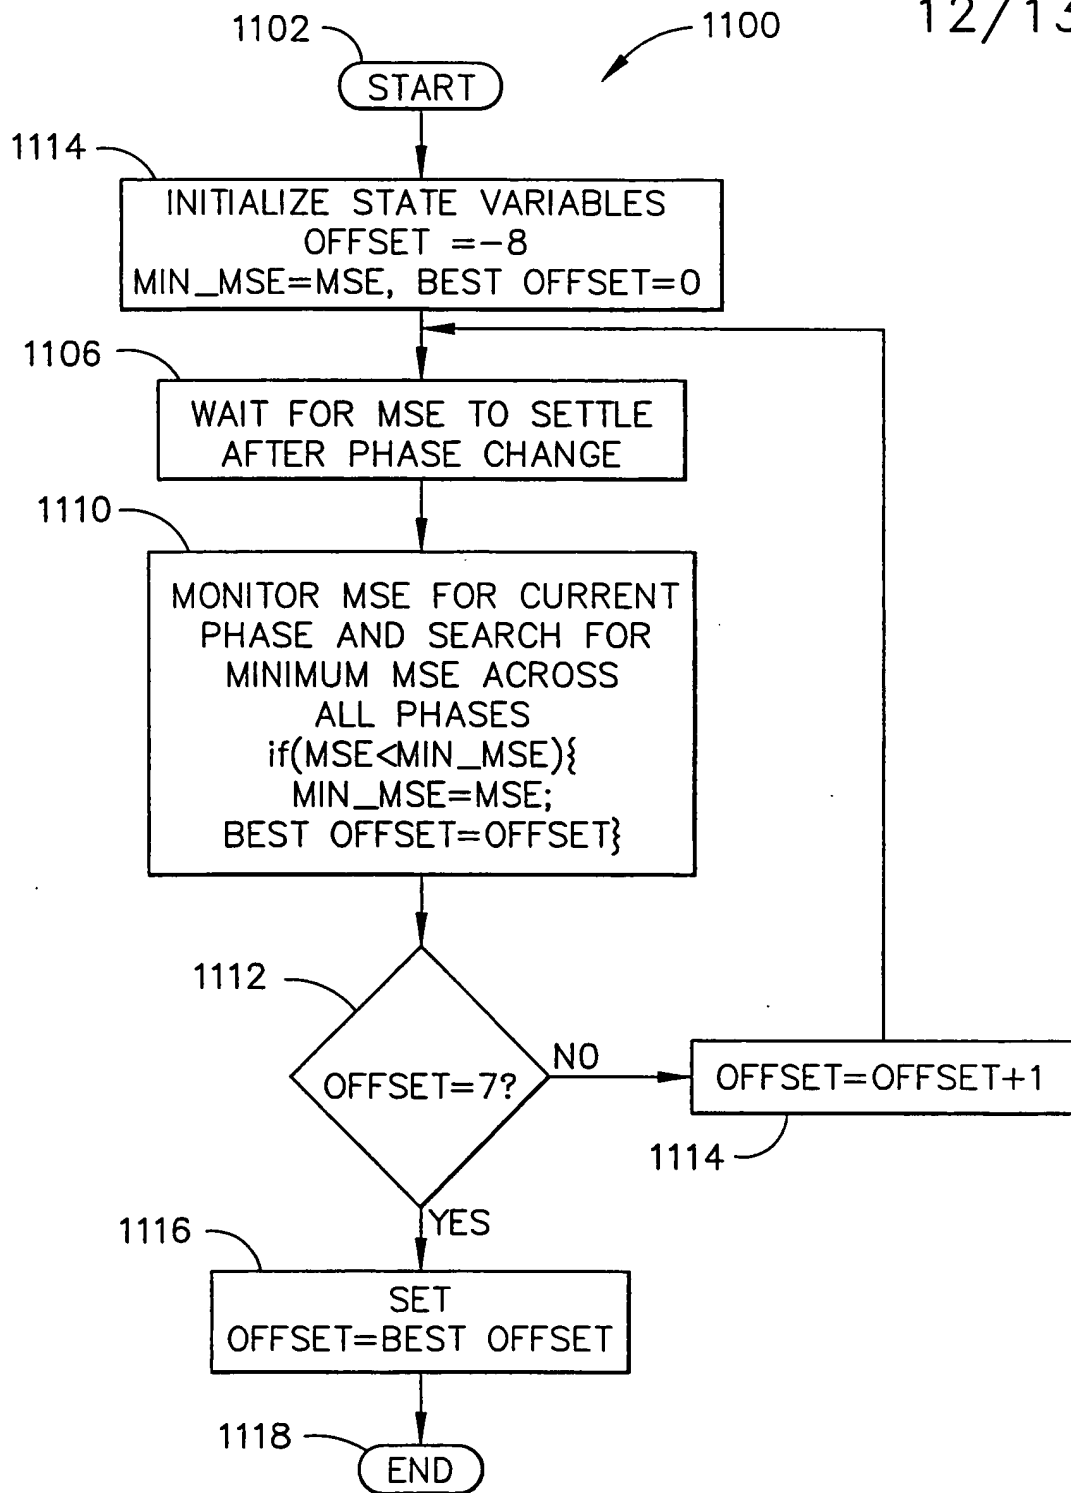 12/13
1102
1100
START
1114
INITIALIZE STATE VARIABLES
OFFSET =-8
MIN_MSE=MSE, BEST OFFSET=0
1106
WAIT FOR MSE TO SETTLE
AFTER PHASE CHANGE
1110
MONITOR MSE FOR CURRENT
PHASE AND SEARCH FOR
MINIMUM MSE ACROSS
ALL PHASES
if(MSE<MIN_MSE){
MIN_MSE=MSE;
BEST OFFSET=OFFSET}
1112
OFFSET=7?
NO
OFFSET=OFFSET+1
1114
YES
1116
SET
OFFSET=BEST OFFSET
1118
END